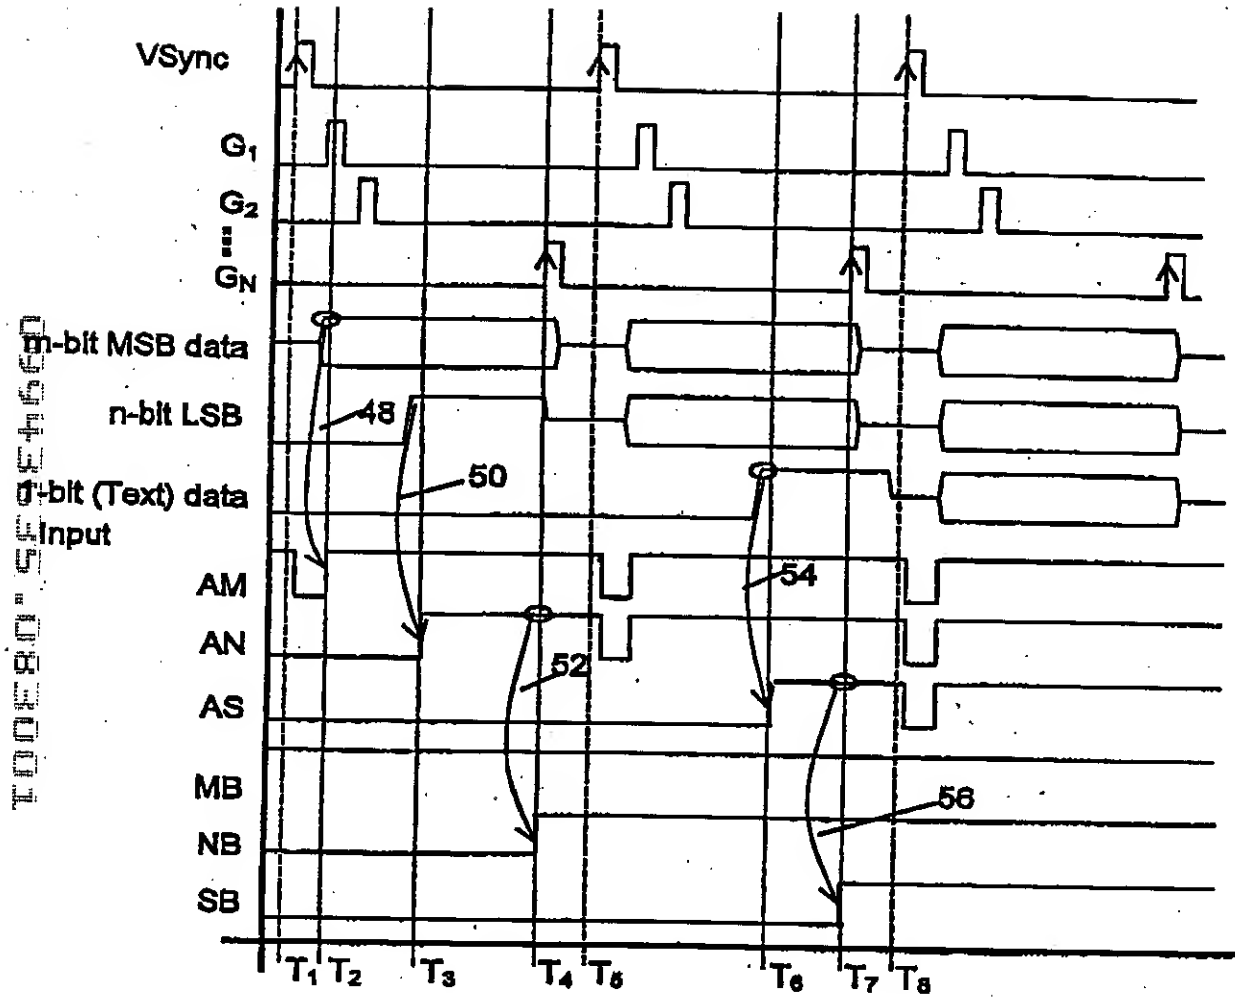 VSync
G1
G2
GN
m-bit MSB data
n-bit LSB
48
50
1-bit (Text) data
Input
54
AM
AN
52
AS
MB
56
NB
SB
T1 T2 T3 T4 T5 T6 T7 T8